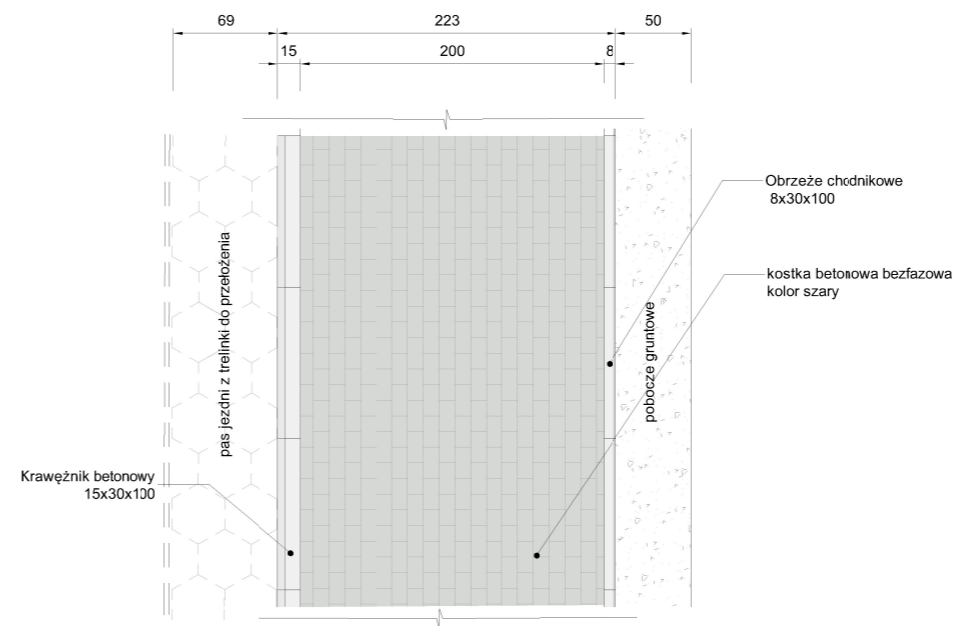 69 223 50
15 200 8
Obrzeże chodnikowe
8x30x100
kostka betonowa bezfazowa
kolor szary
pas jezdni z trelinki do przełożenia
pobocze gruntowe
Krawężnik betonowy
15x30x100